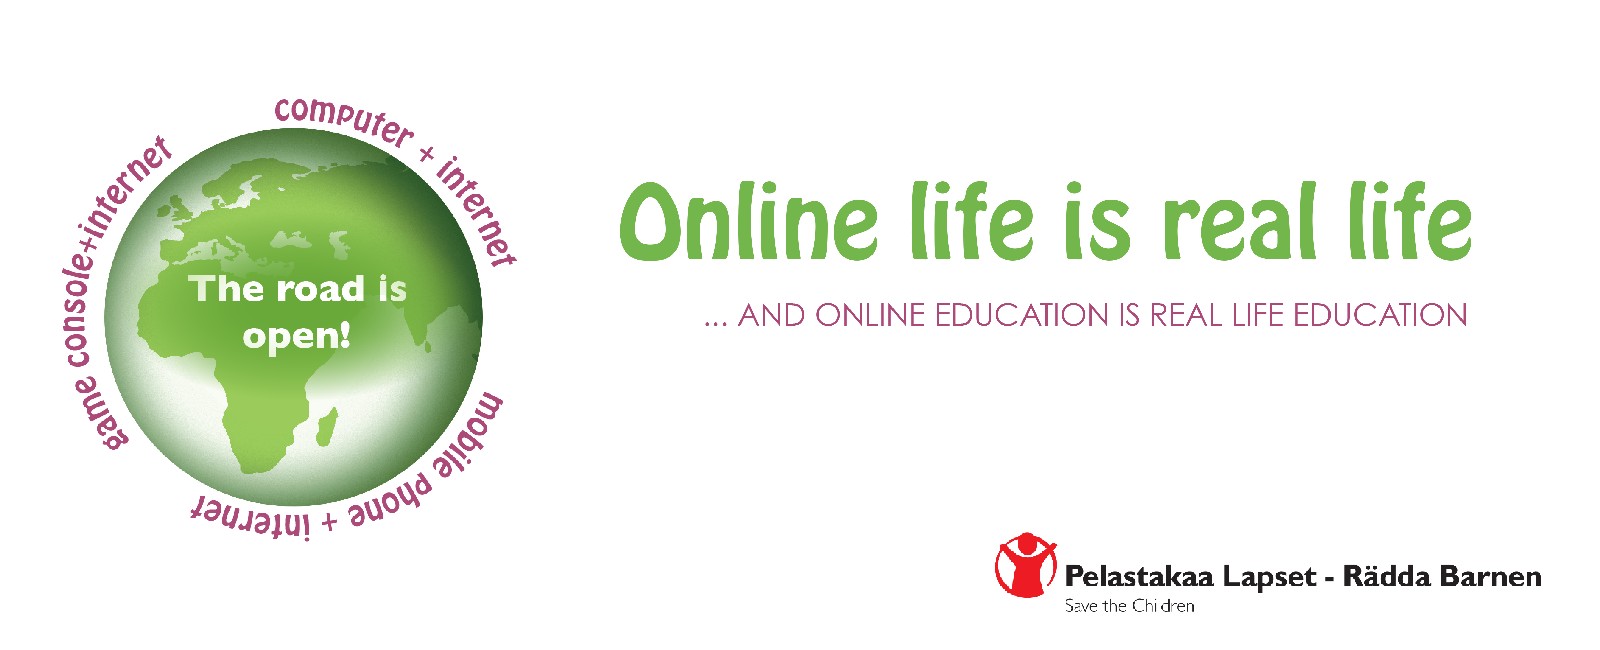 computer + internet
game console+internet
The road is
open!
mobile phone + internet
Online life is real life
... AND ONLINE EDUCATION IS REAL LIFE EDUCATION
Pelastakaa Lapset - Rädda Barnen
Save the Children